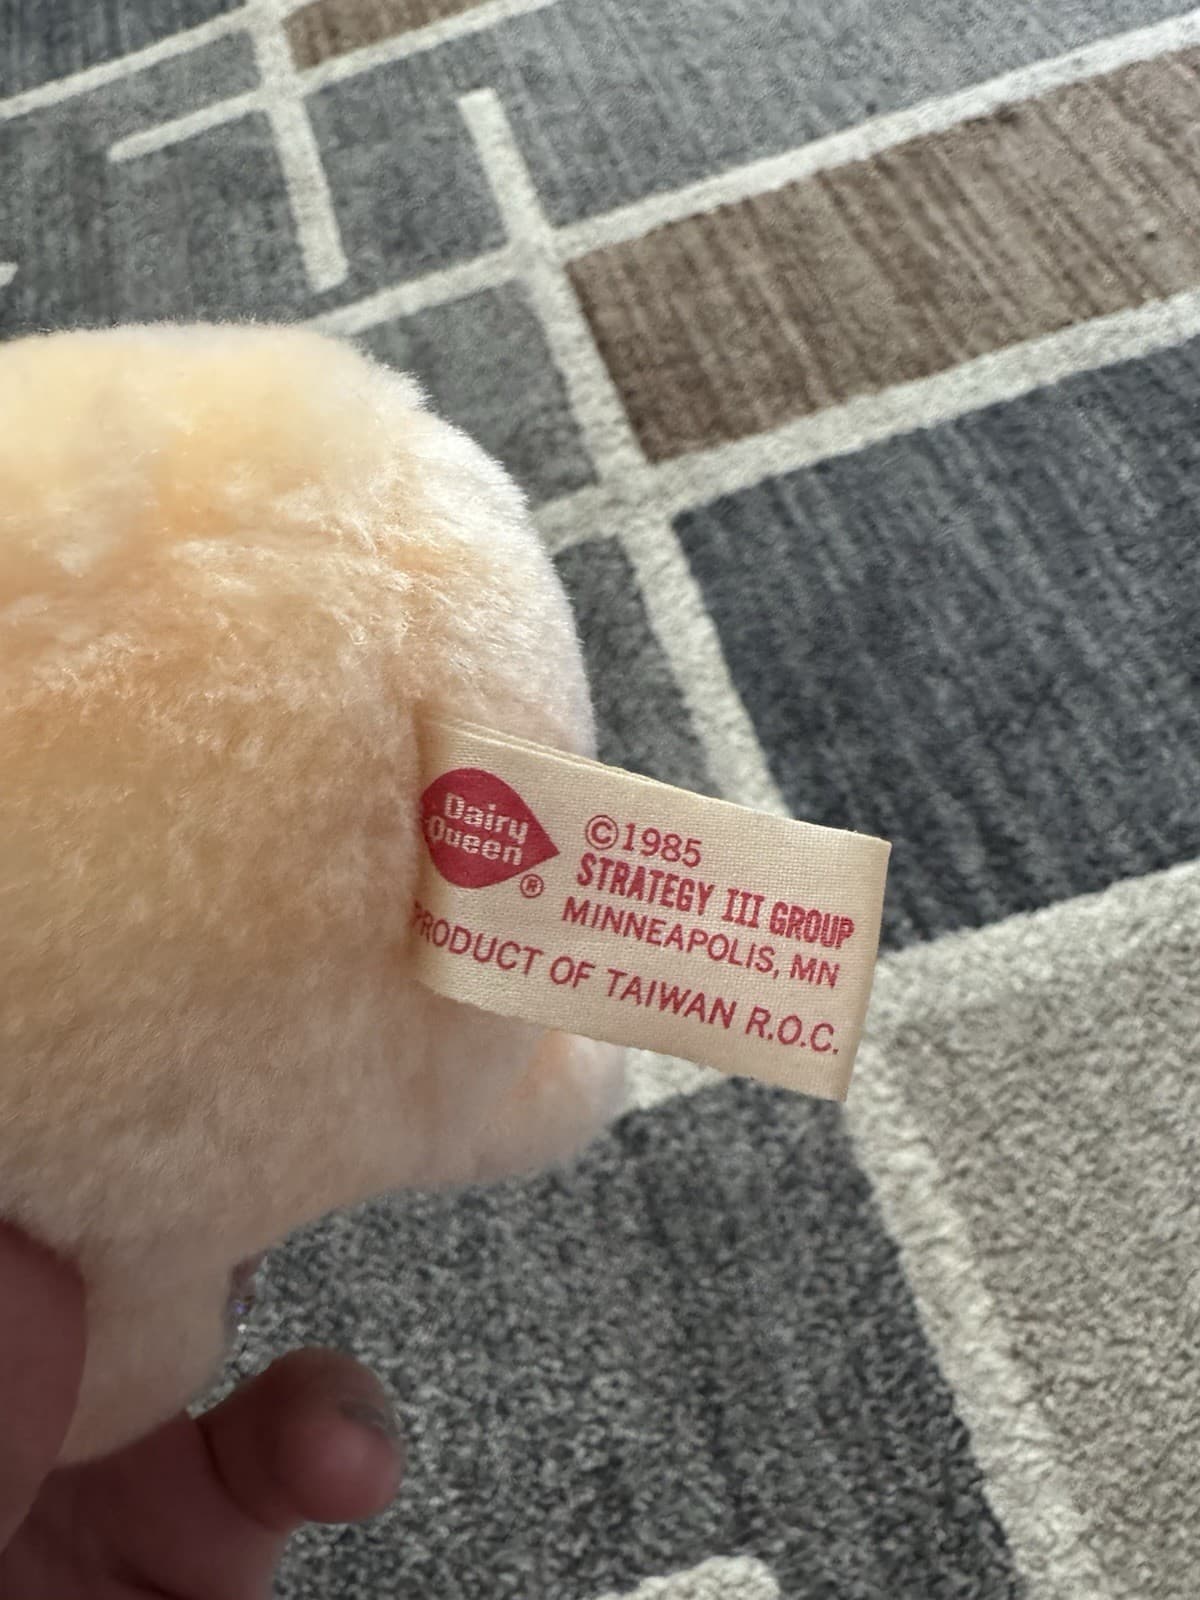 Dairy
Queen
®
©1985
STRATEGY III GROUP
MINNEAPOLIS, MN
PRODUCT OF TAIWAN R.O.C.